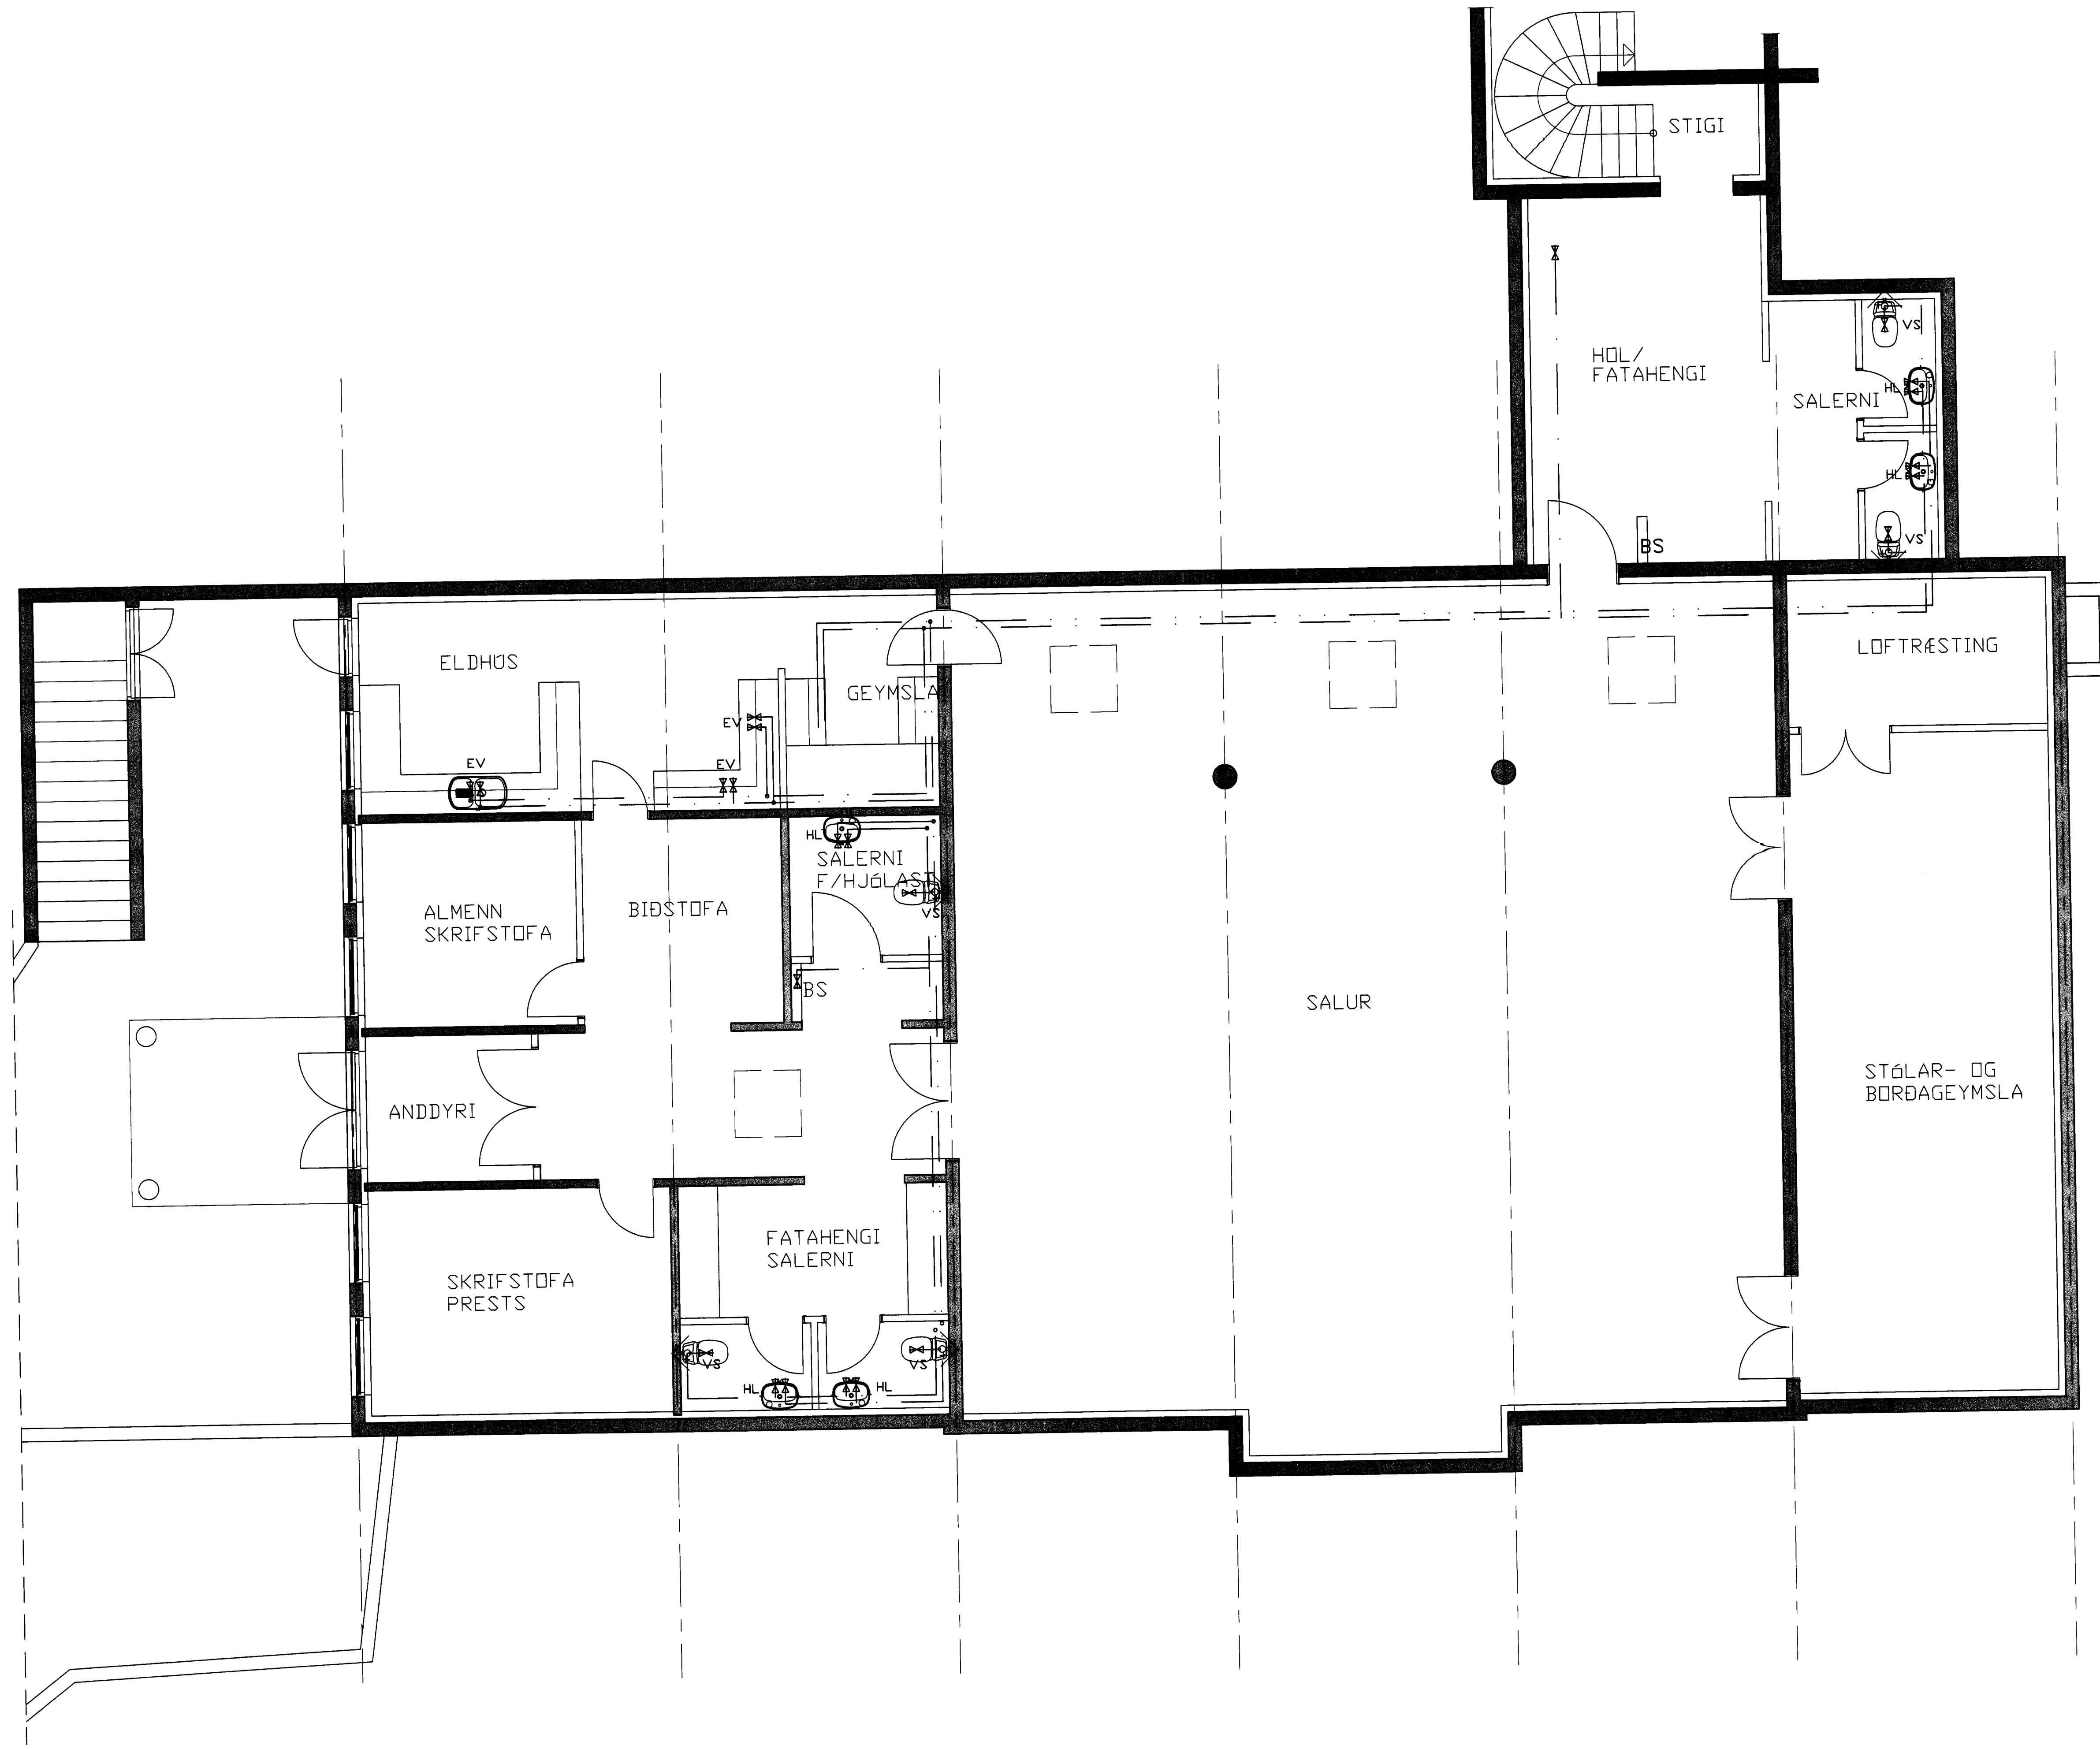 STIGI
HOL/
FATAHENGI
VS
HL
SALERNI
HL
VS
BS
ELDHÚS
GEYMSLA
LOFTRÆSTING
EV
EV
EV
HL
SALERNI
F/HJÓLAST
VS
ALMENN
SKRIFSTOFA
BIÐSTOFA
BS
SALUR
STÓLAR- OG
BORÐAGEYMSLA
ANDDYRI
FATAHENGI
SALERNI
SKRIFSTOFA
PRESTS
VS
VS
HL
HL